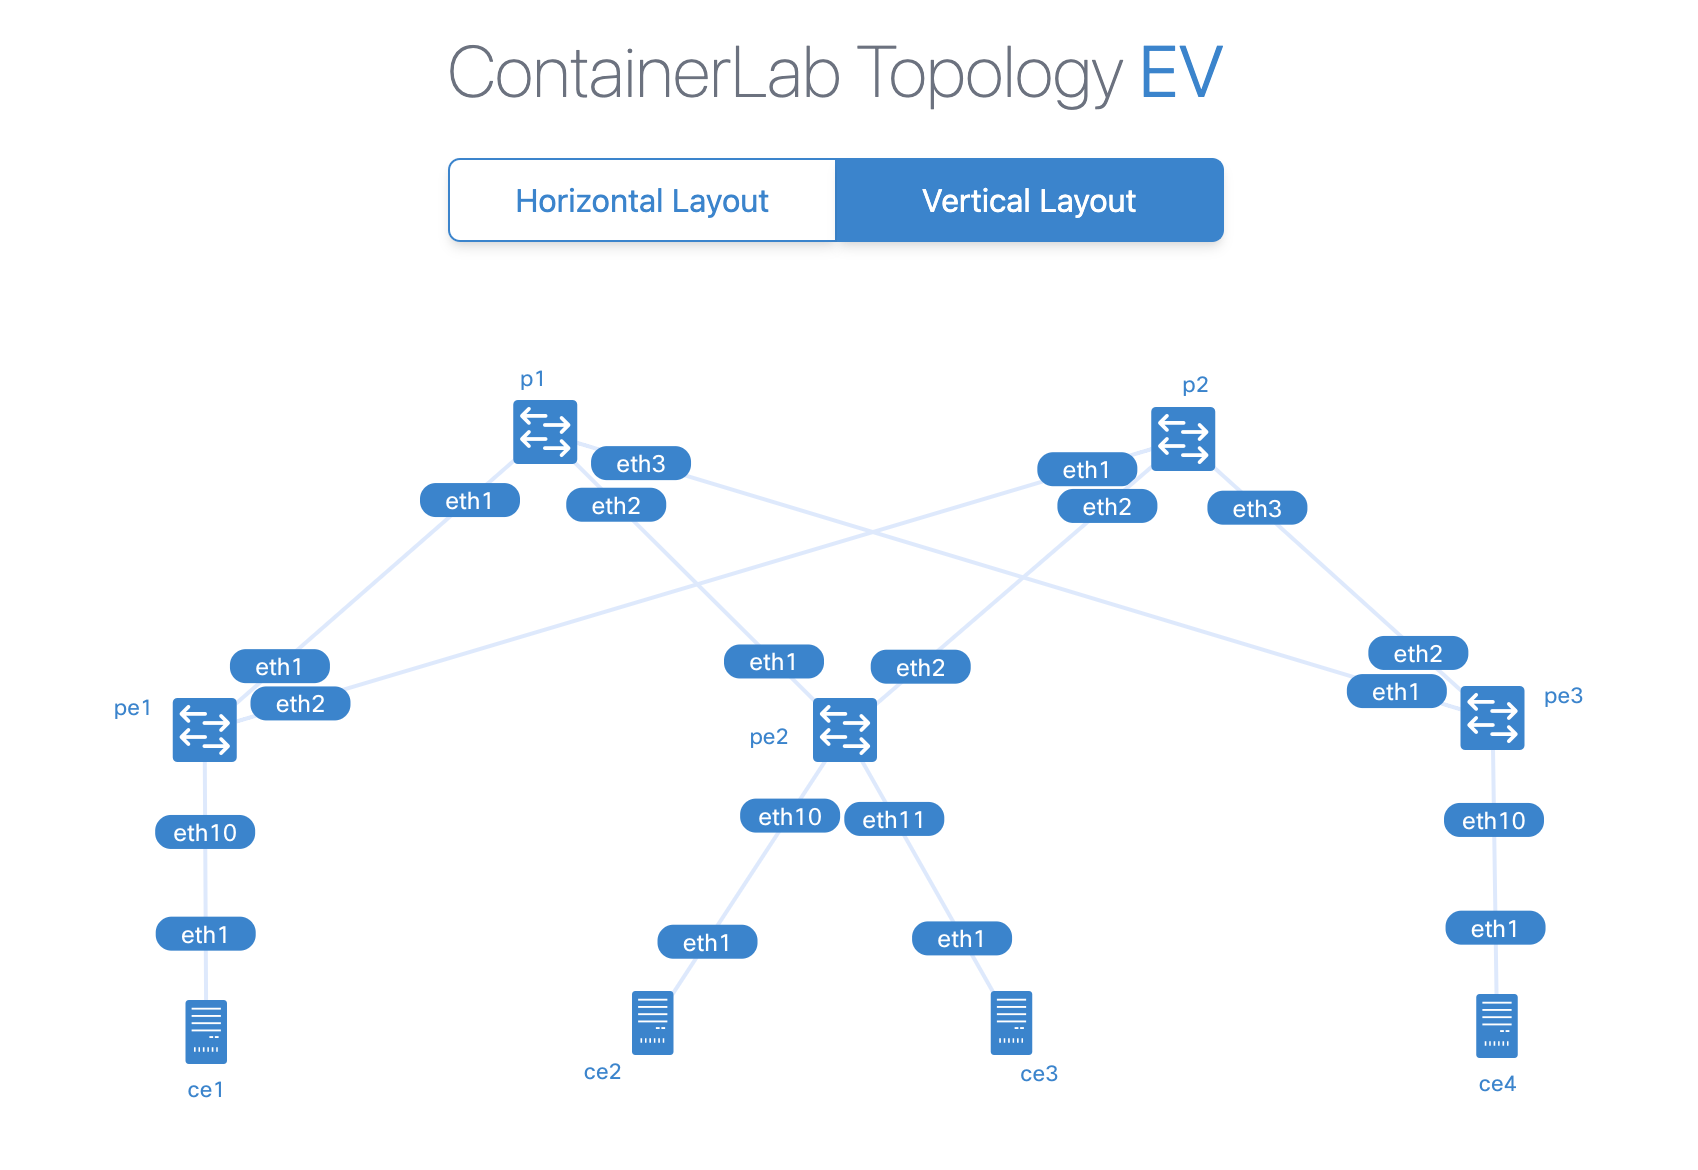 ContainerLab Topology EV
Horizontal Layout
Vertical Layout
p1
p2
eth3
eth1
eth1
eth2
eth2
eth3
eth1
eth2
eth1
eth2
eth2
eth1
pe1
pe2
pe3
eth10
eth10
eth11
eth10
eth1
eth1
eth1
eth1
ce1
ce2
ce3
ce4